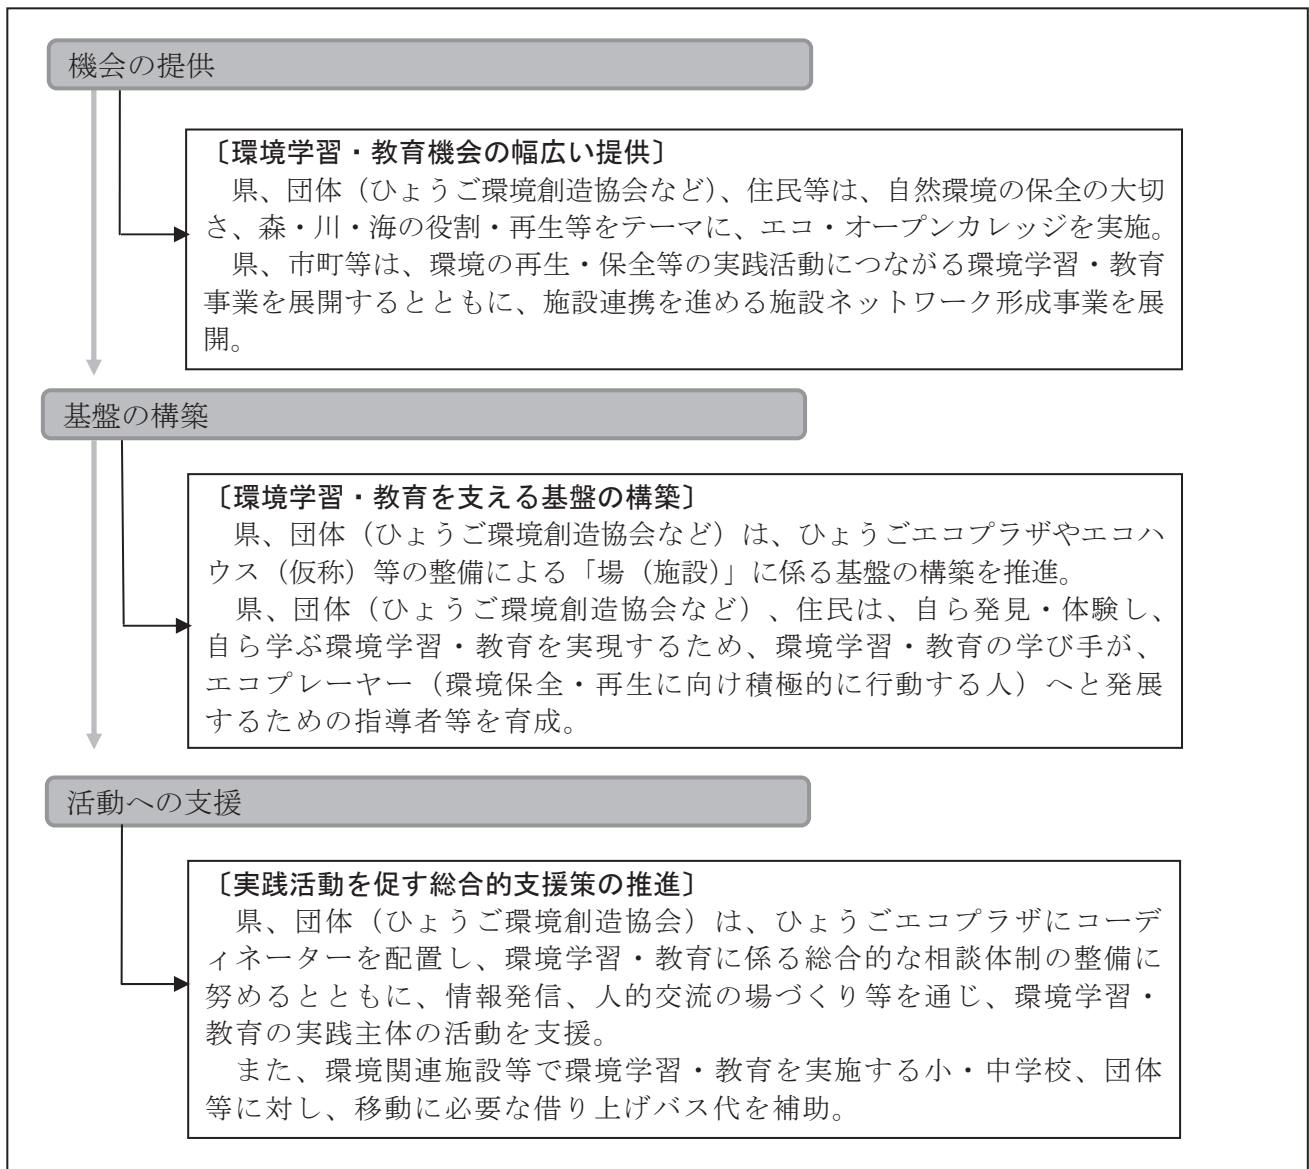 機会の提供
〔環境学習・教育機会の幅広い提供〕
県、団体（ひょうご環境創造協会など）、住民等は、自然環境の保全の大切
さ、森・川・海の役割・再生等をテーマに、エコ・オープンカレッジを実施。
県、市町等は、環境の再生・保全等の実践活動につながる環境学習・教育
事業を展開するとともに、施設連携を進める施設ネットワーク形成事業を展
開。
基盤の構築
〔環境学習・教育を支える基盤の構築〕
県、団体（ひょうご環境創造協会など）は、ひょうごエコプラザやエコハ
ウス（仮称）等の整備による「場（施設）」に係る基盤の構築を推進。
県、団体（ひょうご環境創造協会など）、住民は、自ら発見・体験し、
自ら学ぶ環境学習・教育を実現するため、環境学習・教育の学び手が、
エコプレーヤー（環境保全・再生に向け積極的に行動する人）へと発展
するための指導者等を育成。
活動への支援
〔実践活動を促す総合的支援策の推進〕
県、団体（ひょうご環境創造協会）は、ひょうごエコプラザにコーデ
ィネーターを配置し、環境学習・教育に係る総合的な相談体制の整備に
努めるとともに、情報発信、人的交流の場づくり等を通じ、環境学習・
教育の実践主体の活動を支援。
また、環境関連施設等で環境学習・教育を実施する小・中学校、団体
等に対し、移動に必要な借り上げバス代を補助。